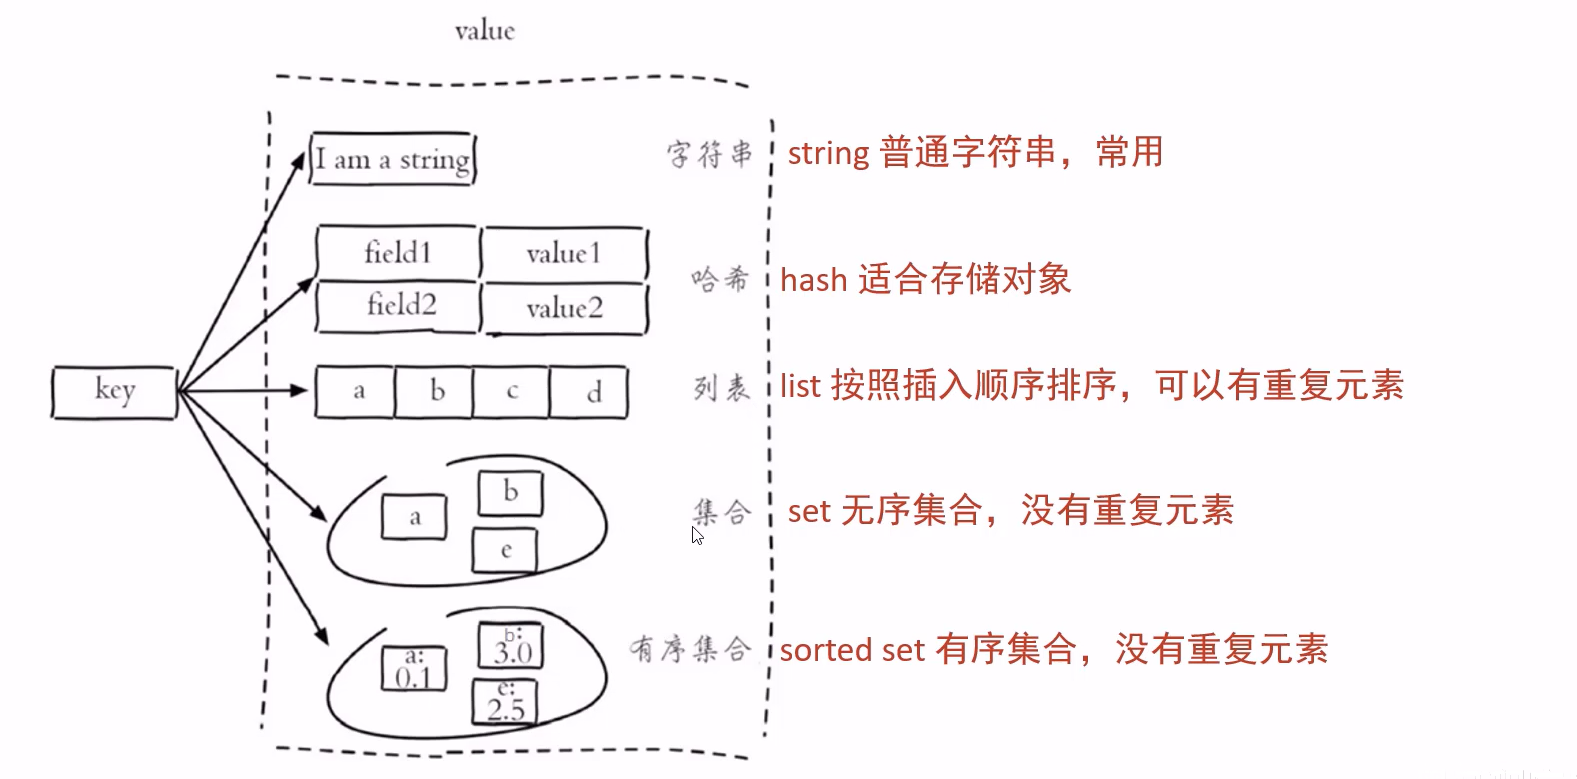 value
I am a string
字符串
string 普通字符串，常用
field1
value1
field2
value2
哈希
hash 适合存储对象
key
a
b
c
d
列表
list 按照插入顺序排序，可以有重复元素
a
b
e
集合
set 无序集合，没有重复元素
a:
0.1
b:
3.0
e:
2.5
有序集合
sorted set 有序集合，没有重复元素